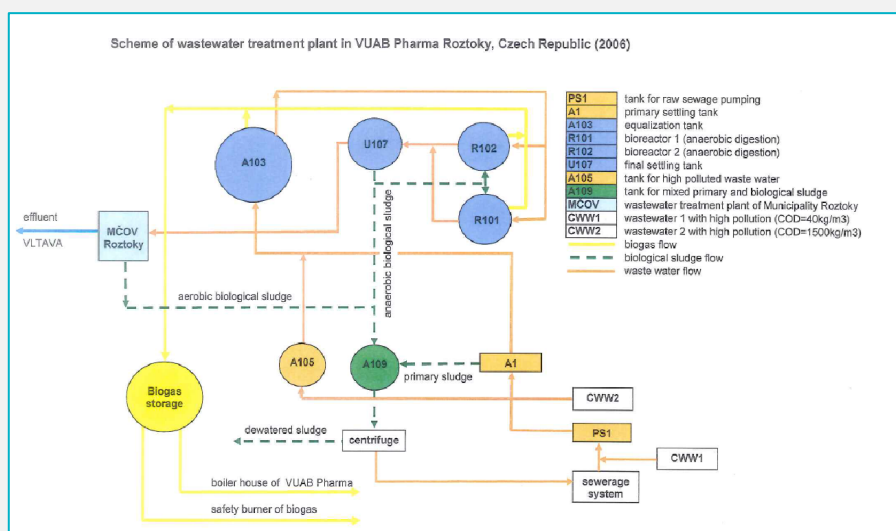 Scheme of wastewater treatment plant in VUAB Pharma Roztoky, Czech Republic (2006)
PS1 tank for raw sewage pumping
A1 primary settling tank
A103 equalization tank
R101 bioreactor 1 (anaerobic digestion)
R102 bioreactor 2 (anaerobic digestion)
U107 final settling tank
A105 tank for high polluted waste water
A109 tank for mixed primary and biological sludge
MČOV wastewater treatment plant of Municipality Roztoky
CWW1 wastewater 1 with high pollution (COD=40kg/m3)
CWW2 wastewater 2 with high pollution (COD=1500kg/m3)
biogas flow
biological sludge flow
waste water flow
A103
U107
R102
R101
effluent
VLTAVA
MČOV
Roztoky
anaerobic biological sludge
aerobic biological sludge
A105
A109
primary sludge
A1
Biogas
storage
CWW2
dewatered sludge
centrifuge
PS1
CWW1
sewerage
system
boiler house of VUAB Pharma
safety burner of biogas